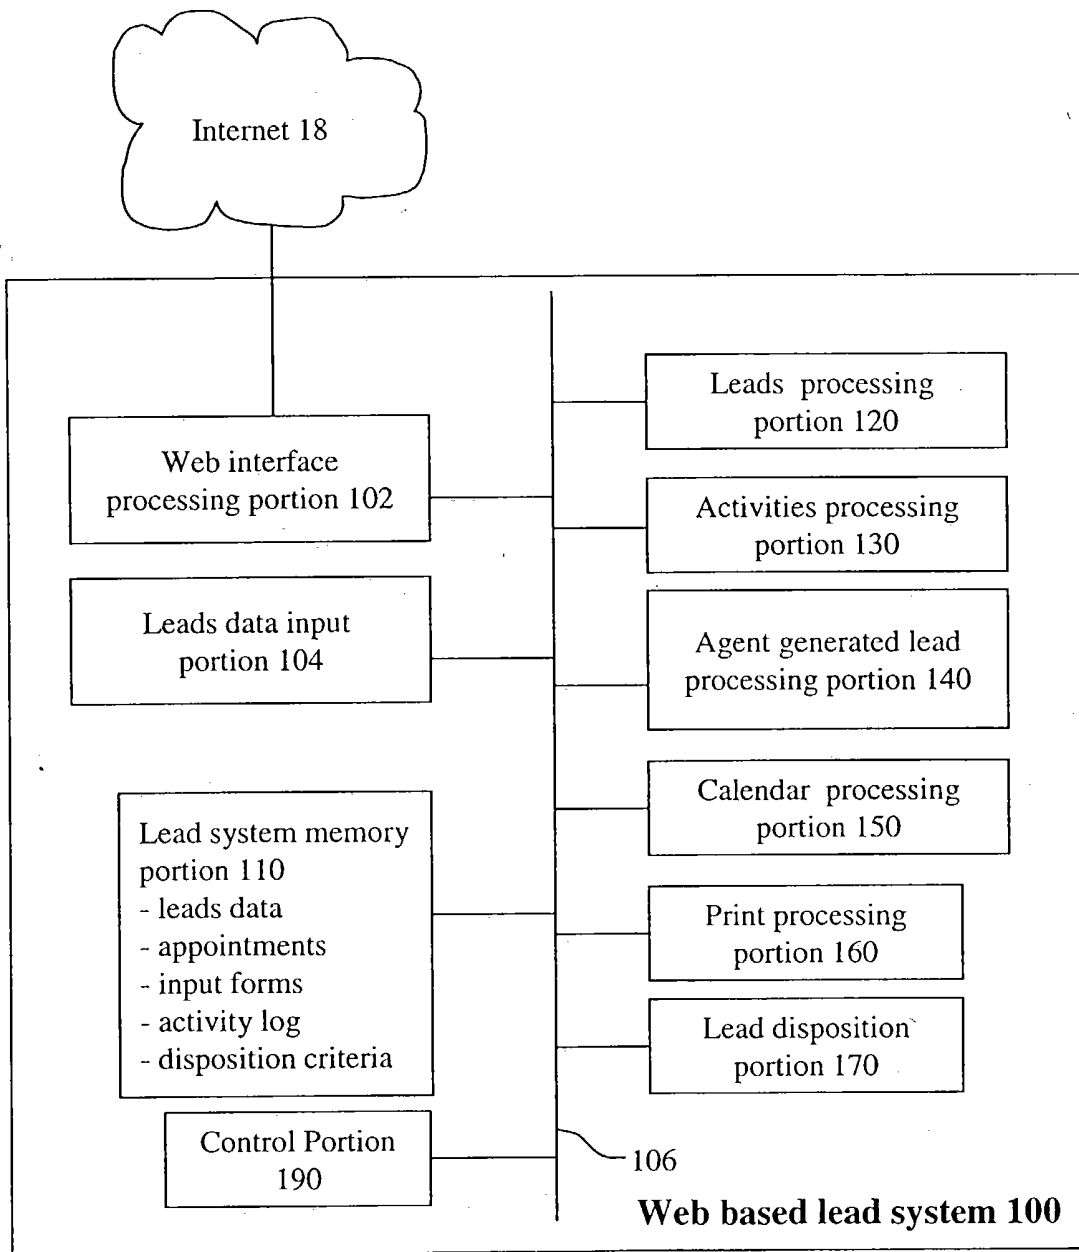 Internet 18
Web interface
processing portion 102
Leads data input
portion 104
Lead system memory
portion 110
- leads data
- appointments
- input forms
- activity log
- disposition criteria
Control Portion
190
Leads processing
portion 120
Activities processing
portion 130
Agent generated lead
processing portion 140
Calendar processing
portion 150
Print processing
portion 160
Lead disposition
portion 170
106
Web based lead system 100